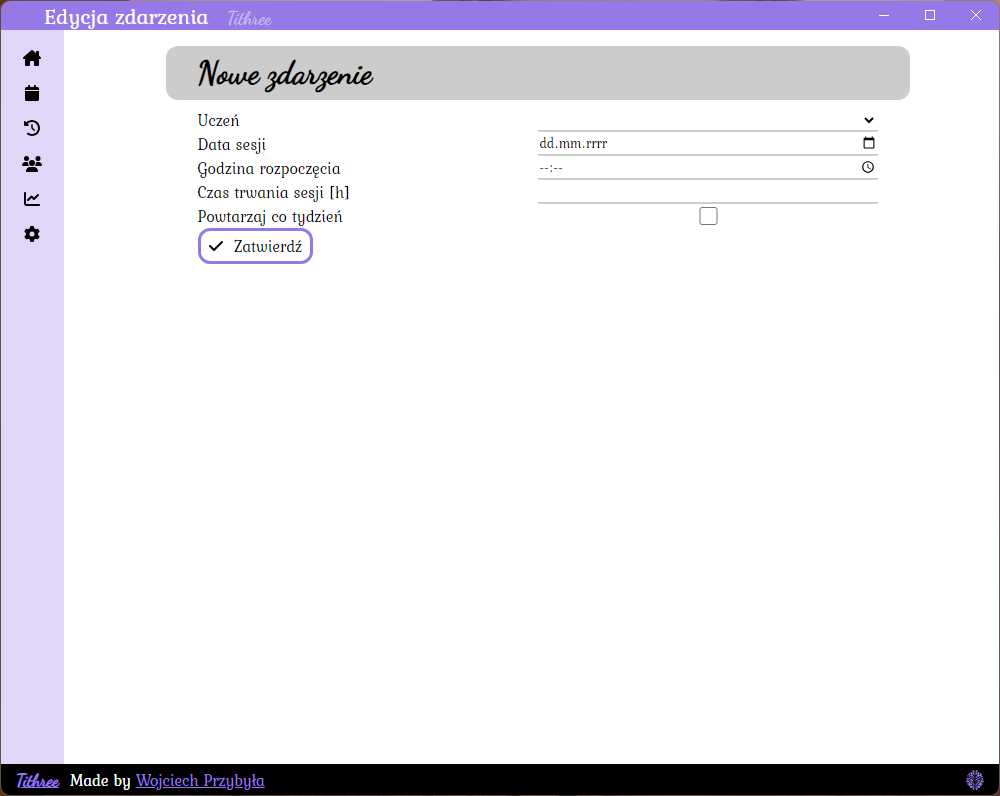 Edycja zdarzenia Tithree
Nowe zdarzenie
Uczeń
Data sesji dd.mm.rrrr
Godzina rozpoczęcia --:--
Czas trwania sesji [h]
Powtarzaj co tydzień
Zatwierdź
Tithree Made by Wojciech Przybyła